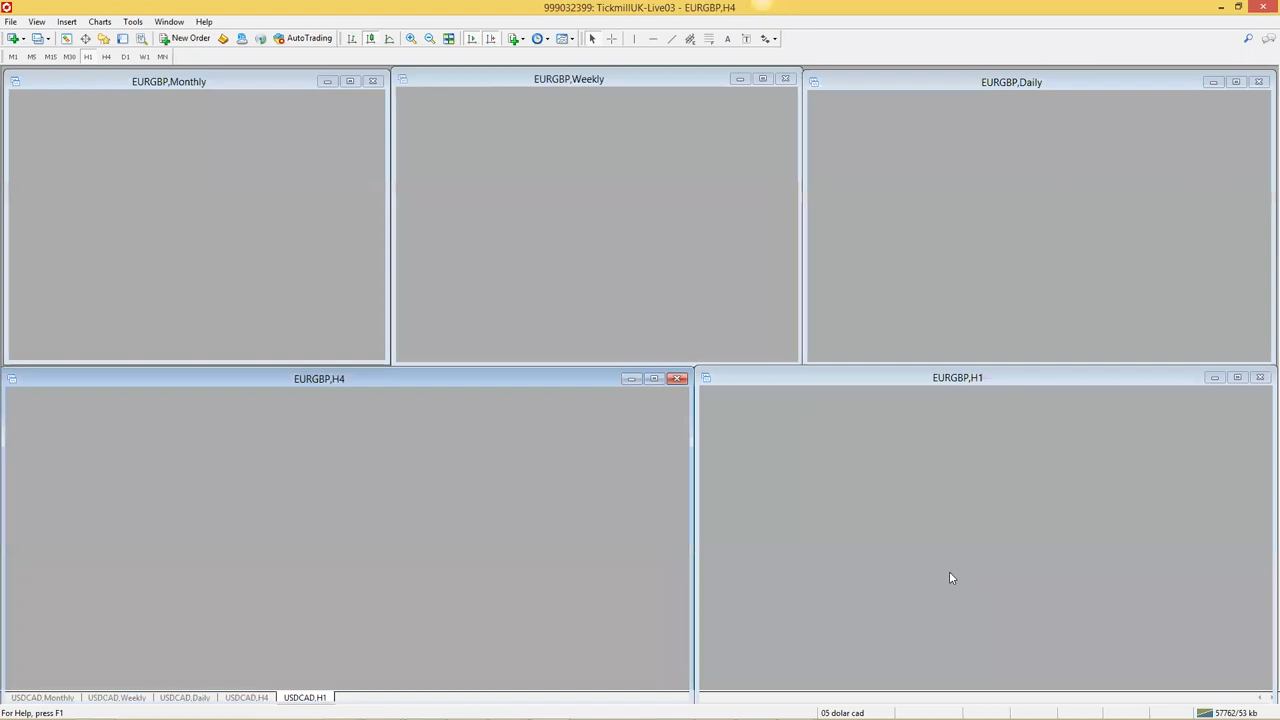 999032399: TickmillUK-Live03 - EURGBP,H4
File View Insert Charts Tools Window Help
New Order AutoTrading A T
M1 M5 M15 M30 H1 H4 D1 W1 MN
EURGBP,Monthly
EURGBP,Weekly
EURGBP,Daily
EURGBP,H4
EURGBP,H1
USDCAD,Monthly USDCAD,Weekly USDCAD,Daily USDCAD,H4 USDCAD,H1
For Help, press F1 05 dolar cad 57762/53 kb